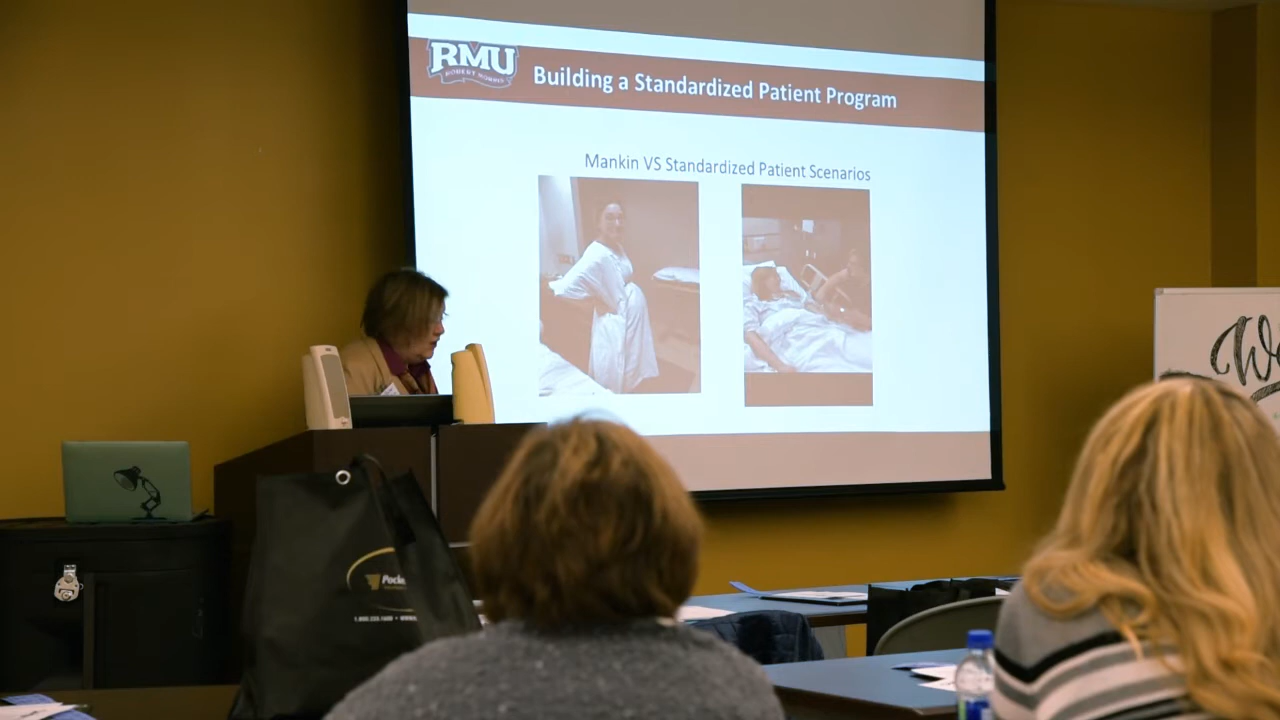 RMU
ROBERT MORRIS
Building a Standardized Patient Program
Mankin VS Standardized Patient Scenarios